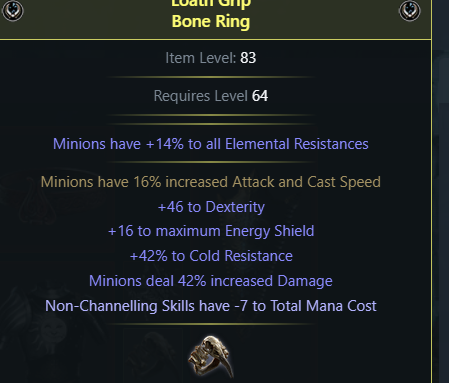 Loath Grip
Bone Ring
Item Level: 83
Requires Level 64
Minions have +14% to all Elemental Resistances
Minions have 16% increased Attack and Cast Speed
+46 to Dexterity
+16 to maximum Energy Shield
+42% to Cold Resistance
Minions deal 42% increased Damage
Non-Channelling Skills have -7 to Total Mana Cost